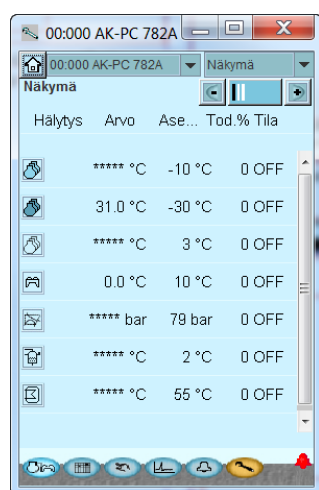 00:000 AK-PC 782A
00:000 AK-PC 782A Näkymä
Näkymä
Hälytys Arvo Ase... Tod.% Tila
***** °C -10 °C 0 OFF
31.0 °C -30 °C 0 OFF
***** °C 3 °C 0 OFF
0.0 °C 10 °C 0 OFF
***** bar 79 bar 0 OFF
***** °C 2 °C 0 OFF
***** °C 55 °C 0 OFF